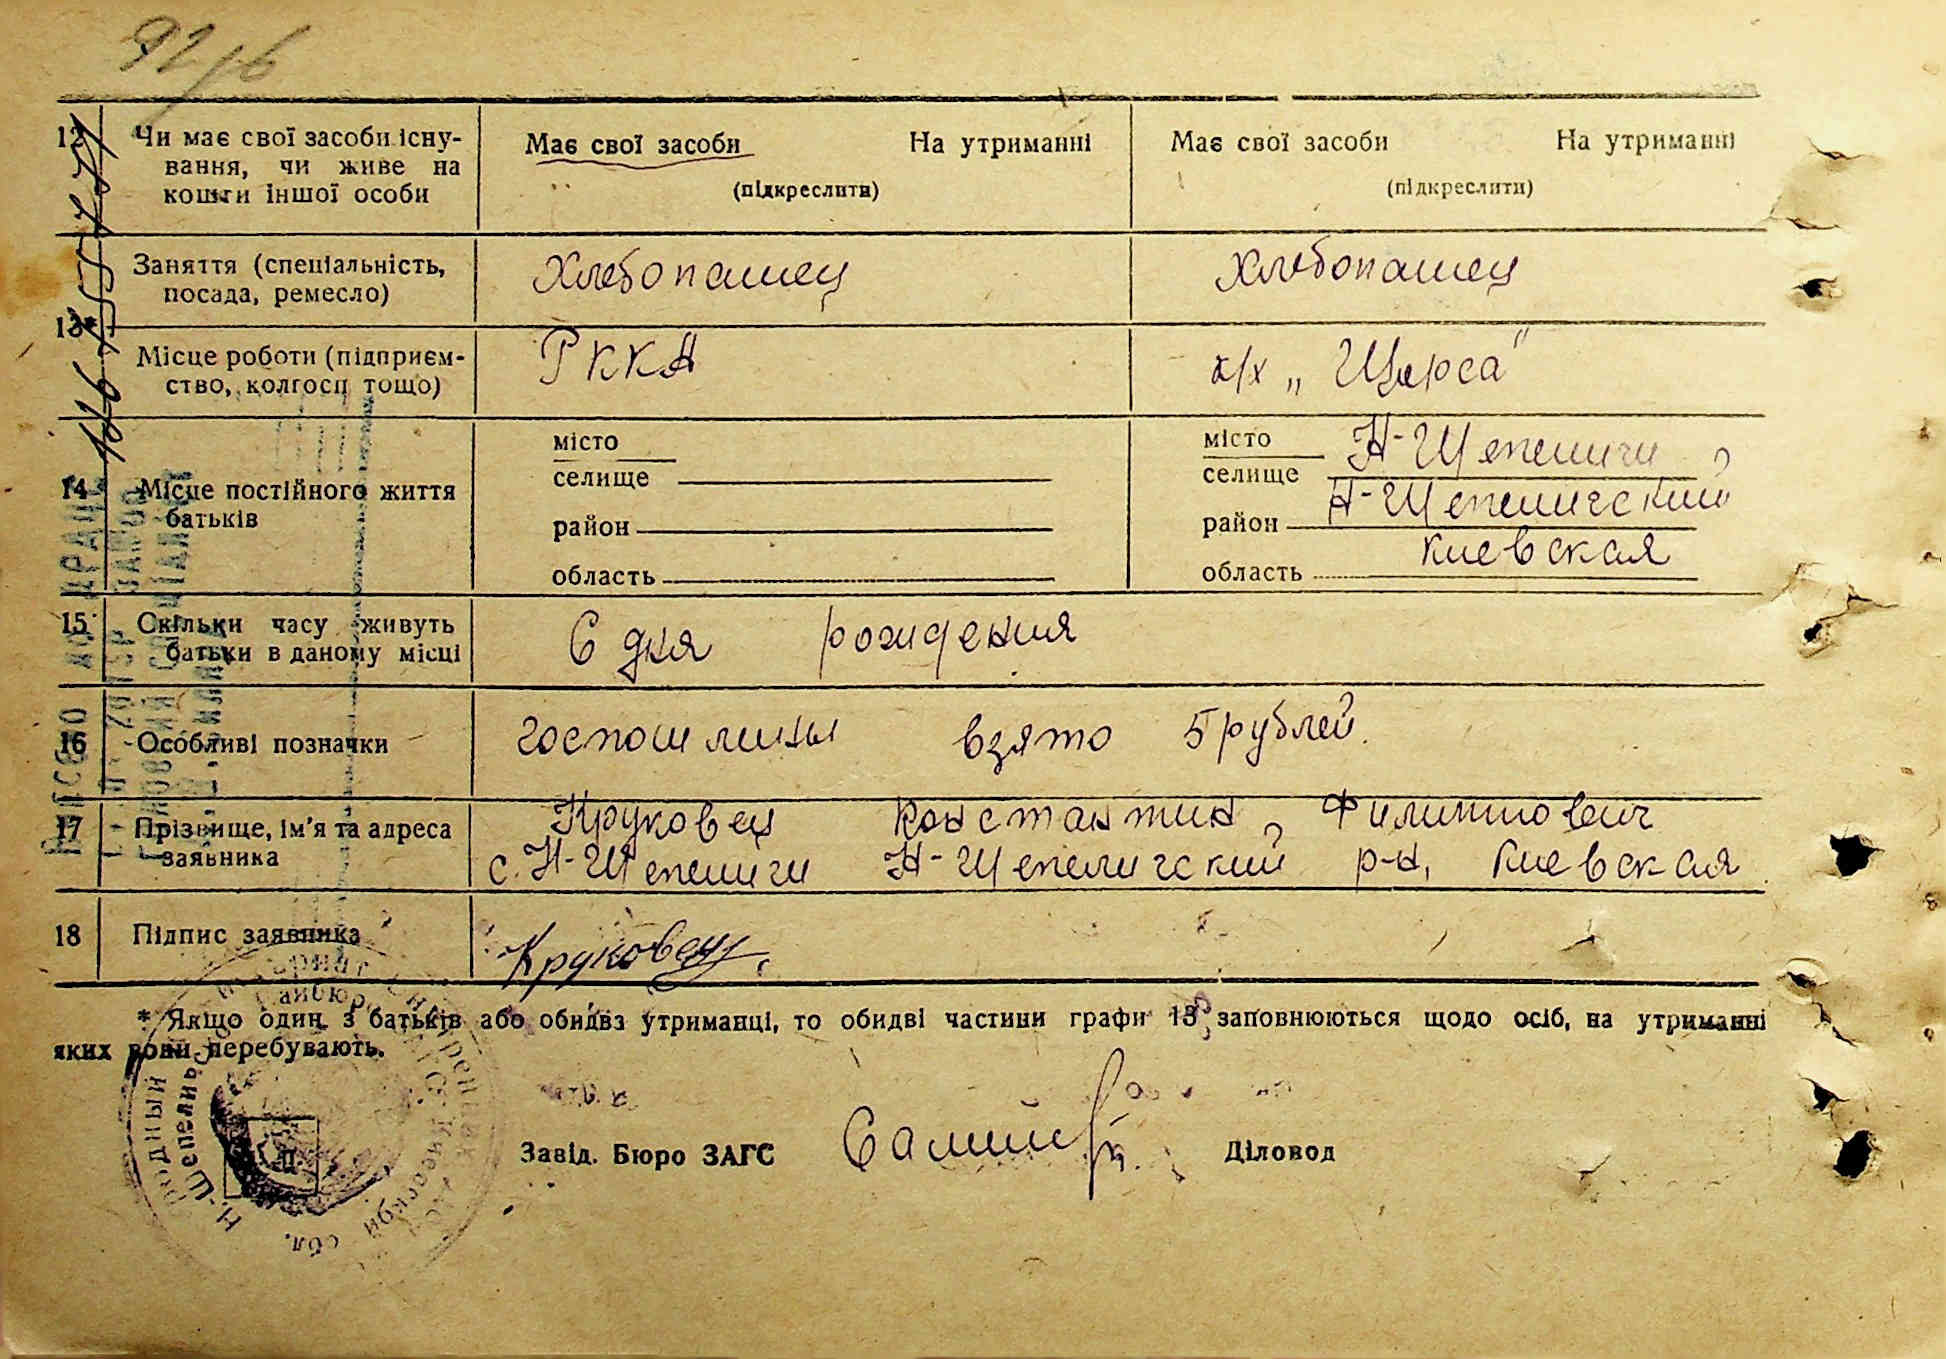 12 Чи має свої засоби існу-
вання, чи живе на
кошти іншої особи
Має свої засоби На утриманні
(підкреслити)
Має свої засоби На утриманні
(підкреслити)
13*
Заняття (спеціальність,
посада, ремесло)
Хлебопашец
Хлебопашец
Місце роботи (підприєм-
ство, колгосп тощо)
РККА
к/х „Щорса"
14 Місце постійного життя
батьків
місто
селище
район
область
місто
селище Н-Шепеличи
район Н-Шепеличский
область Киевская
15 Скільки часу живуть
батьки в даному місці
С дня рождения
16 Особливі позначки
госпошлины взято 5 рублей.
17 Прізвище, ім'я та адреса
заявника
Круковец Константин Филиппович
с. Н-Шепеличи Н-Шепеличский р-н, Киевская
18 Підпис заявника
Круковец
* Якщо один з батьків або обидва утриманці, то обидві частини графи 13 заповнюються щодо осіб, на утриманні
яких вони перебувають.
Завід. Бюро ЗАГС
Діловод